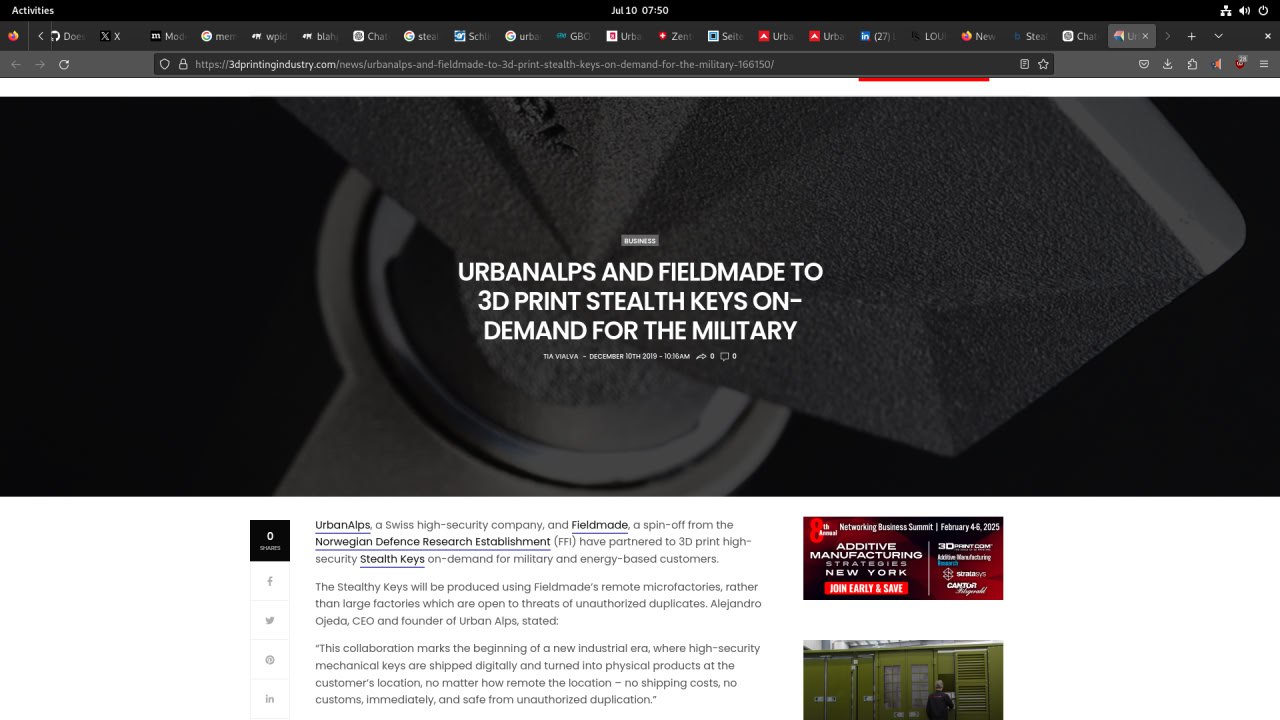 Activities
Jul 10 07:50
Does
X
Mod
mem
wpid
blah
Chat
steal
Schli
urba
GBO
Urba
Zent
Seite
Urba
Urba
(27) L
LOU
New
Steal
Chat
Ur
https://3dprintingindustry.com/news/urbanalps-and-fieldmade-to-3d-print-stealth-keys-on-demand-for-the-military-166150/
28
BUSINESS
URBANALPS AND FIELDMADE TO
3D PRINT STEALTH KEYS ON-
DEMAND FOR THE MILITARY
TIA VIALVA - DECEMBER 10TH 2019 - 10:16AM 0 0
0
SHARES
UrbanAlps, a Swiss high-security company, and Fieldmade, a spin-off from the
Norwegian Defence Research Establishment (FFI) have partnered to 3D print high-
security Stealth Keys on-demand for military and energy-based customers.
The Stealthy Keys will be produced using Fieldmade's remote microfactories, rather
than large factories which are open to threats of unauthorized duplicates. Alejandro
Ojeda, CEO and founder of Urban Alps, stated:
“This collaboration marks the beginning of a new industrial era, where high-security
mechanical keys are shipped digitally and turned into physical products at the
customer's location, no matter how remote the location – no shipping costs, no
customs, immediately, and safe from unauthorized duplication.”
8th Annual
Networking Business Summit | February 4-6, 2025
ADDITIVE
MANUFACTURING
STRATEGIES
NEW YORK
JOIN EARLY & SAVE
3DPRINT.COM
Additive Manufacturing
Research
stratasys
CANTOR
Fitzgerald